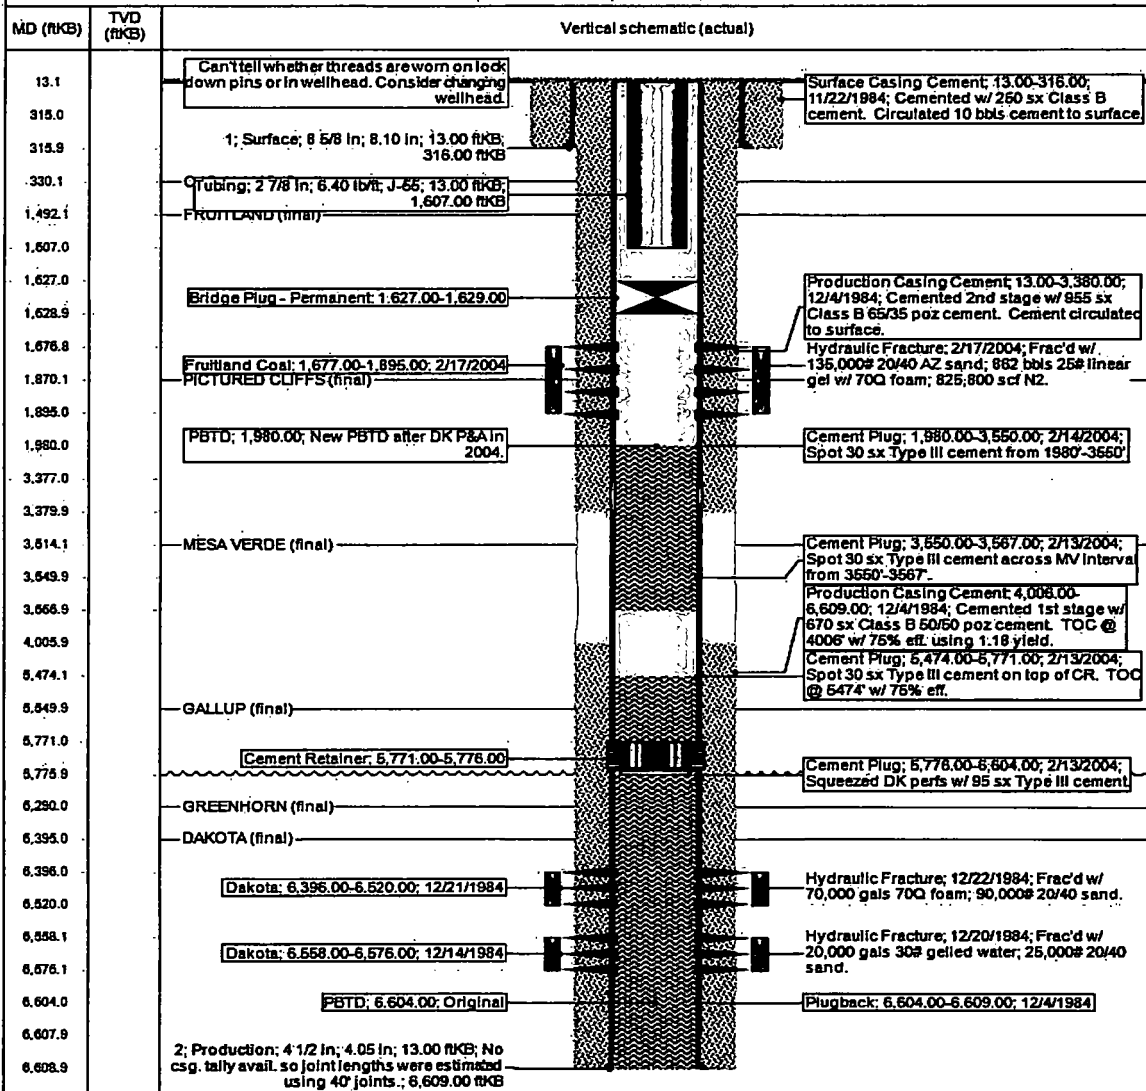 MD (ftKB)
TVD
(ftKB)
Vertical schematic (actual)
13.1
315.0
315.9
330.1
1,492.1
1,607.0
1,627.0
1,628.9
1,676.8
1,870.1
1,895.0
1,980.0
3,377.0
3,379.9
3,514.1
3,549.9
3,566.9
4,005.9
5,474.1
5,549.9
5,771.0
5,775.9
6,290.0
6,395.0
6,396.0
6,520.0
6,558.1
6,576.1
6,604.0
6,607.9
6,608.9
Can't tell whether threads are worn on lock
down pins or in wellhead. Consider changing
wellhead.
1; Surface; 8 5/8 in; 8.10 in; 13.00 ftKB;
316.00 ftKB
Tubing; 2 7/8 in; 6.40 lb/ft; J-55; 13.00 ftKB;
1,607.00 ftKB
FRUITLAND (final)
Bridge Plug - Permanent; 1,627.00-1,629.00
Fruitland Coal; 1,677.00-1,895.00; 2/17/2004
PICTURED CLIFFS (final)
PBTD; 1,980.00; New PBTD after DK P&A in
2004.
MESA VERDE (final)
GALLUP (final)
Cement Retainer; 5,771.00-5,776.00
GREENHORN (final)
DAKOTA (final)
Dakota; 6,396.00-6,520.00; 12/21/1984
Dakota; 6,558.00-6,576.00; 12/14/1984
PBTD; 6,604.00; Original
2; Production; 4 1/2 in; 4.05 in; 13.00 ftKB; No
csg. tally avail. so joint lengths were estimated
using 40' joints.; 6,609.00 ftKB
Surface Casing Cement; 13.00-316.00;
11/22/1984; Cemented w/ 250 sx Class B
cement. Circulated 10 bbls cement to surface
Production Casing Cement; 13.00-3,380.00;
12/4/1984; Cemented 2nd stage w/ 955 sx
Class B 65/35 poz cement. Cement circulated
to surface.
Hydraulic Fracture; 2/17/2004; Frac'd w/
135,000# 20/40 AZ sand; 862 bbls 25# linear
gel w/ 70Q foam; 825,800 scf N2.
Cement Plug; 1,980.00-3,550.00; 2/14/2004;
Spot 30 sx Type III cement from 1980'-3550'
Cement Plug; 3,550.00-3,567.00; 2/13/2004;
Spot 30 sx Type III cement across MV interval
from 3550'-3567'.
Production Casing Cement; 4,006.00-
6,609.00; 12/4/1984; Cemented 1st stage w/
670 sx Class B 50/50 poz cement. TOC @
4006' w/ 75% eff. using 1.18 yield.
Cement Plug; 5,474.00-5,771.00; 2/13/2004;
Spot 30 sx Type III cement on top of CR. TOC
@ 5474' w/ 75% eff.
Cement Plug; 5,776.00-6,604.00; 2/13/2004;
Squeezed DK perfs w/ 95 sx Type III cement
Hydraulic Fracture; 12/22/1984; Frac'd w/
70,000 gals 70Q foam; 90,000# 20/40 sand.
Hydraulic Fracture; 12/20/1984; Frac'd w/
20,000 gals 30# gelled water; 25,000# 20/40
sand.
Plugback; 6,604.00-6,609.00; 12/4/1984